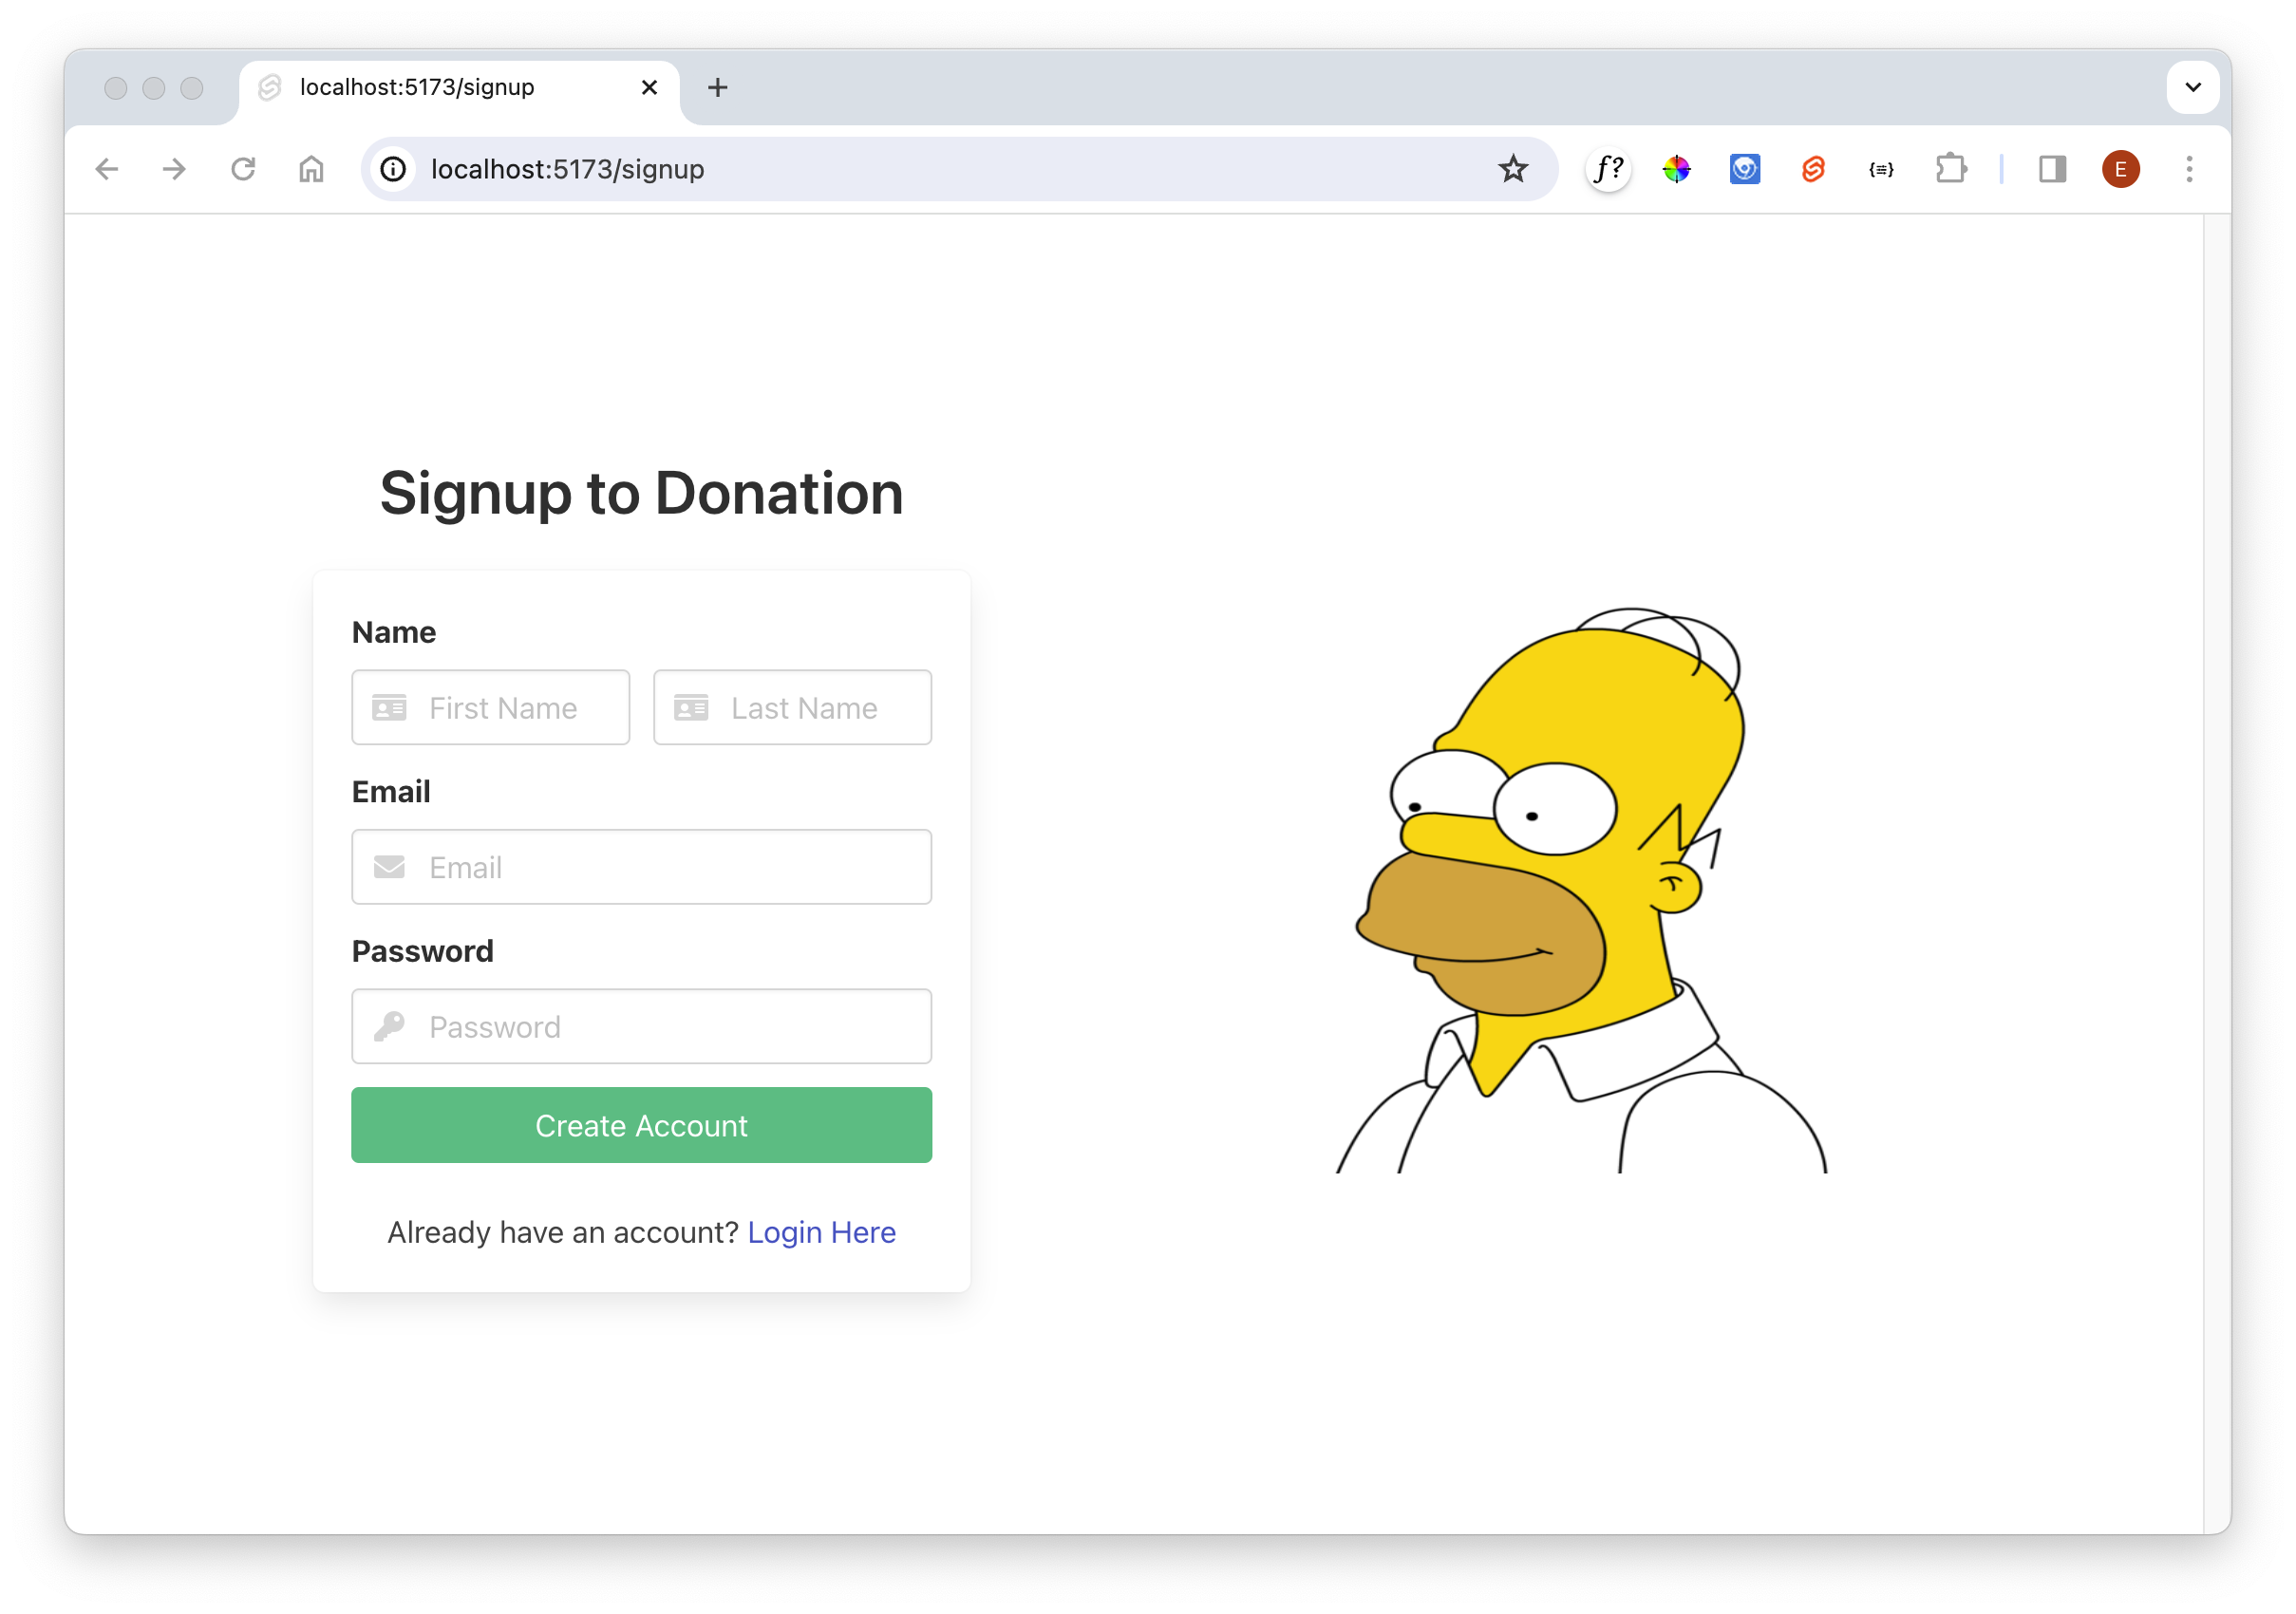 localhost:5173/signup
localhost:5173/signup
f?
{≡}
E
Signup to Donation
Name
First Name
Last Name
Email
Email
Password
Password
Create Account
Already have an account? Login Here